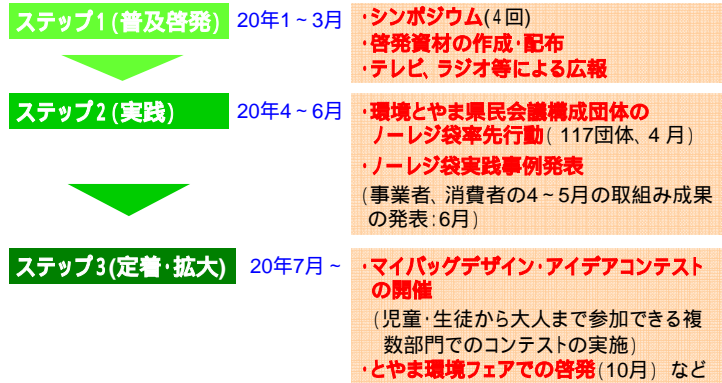 ステップ1(普及啓発) 20年1~3月
・シンポジウム(4回)
・啓発資材の作成・配布
・テレビ、ラジオ等による広報
ステップ2(実践) 20年4~6月
・環境とやま県民会議構成団体の
ノーレジ袋率先行動(117団体、4月)
・ノーレジ袋実践事例発表
(事業者、消費者の4~5月の取組み成果
の発表:6月)
ステップ3(定着・拡大) 20年7月~
・マイバッグデザイン・アイデアコンテスト
の開催
(児童・生徒から大人まで参加できる複
数部門でのコンテストの実施)
・とやま環境フェアでの啓発(10月) など